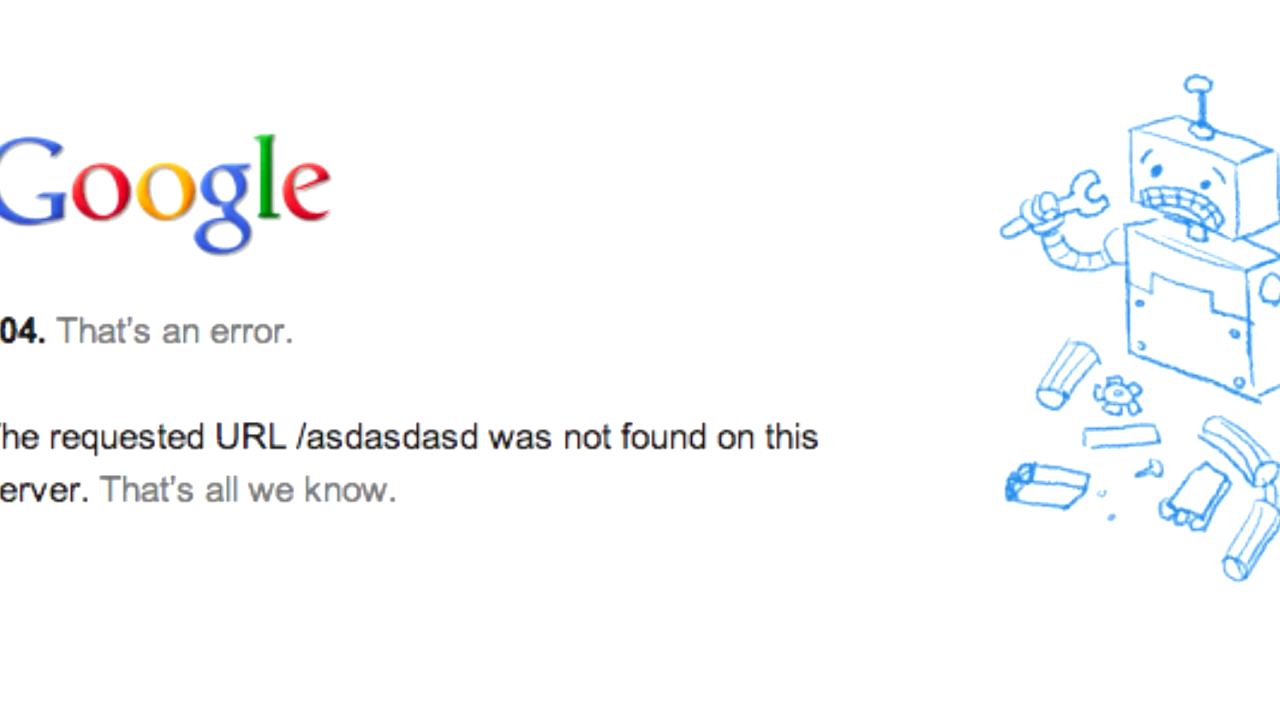 Google
04. That's an error.
he requested URL /asdasdasd was not found on this
erver. That's all we know.